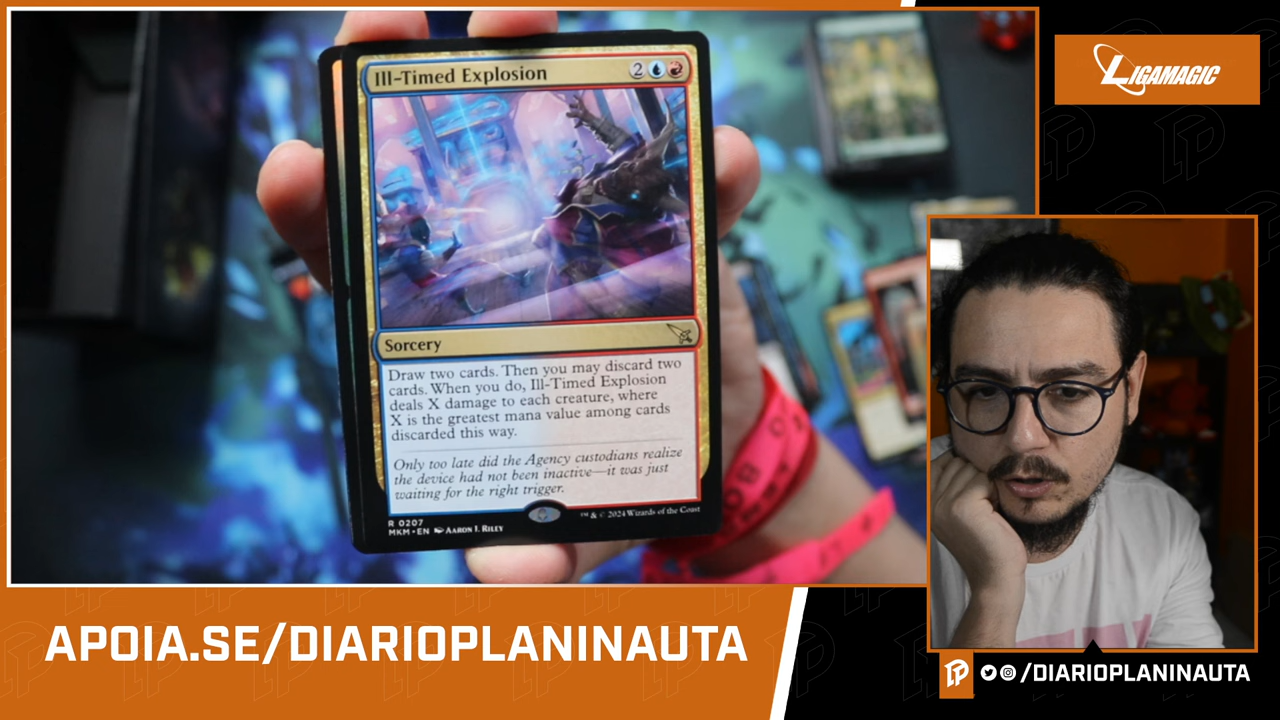 Ill-Timed Explosion
2
Sorcery
Draw two cards. Then you may discard two
cards. When you do, Ill-Timed Explosion
deals X damage to each creature, where
X is the greatest mana value among cards
discarded this way.
Only too late did the Agency custodians realize
the device had not been inactive—it was just
waiting for the right trigger.
R 0207
MKM • EN AARON J. RILEY
™ & © 2024 Wizards of the Coast
LIGAMAGIC
APOIA.SE/DIARIOPLANINAUTA
/DIARIOPLANINAUTA